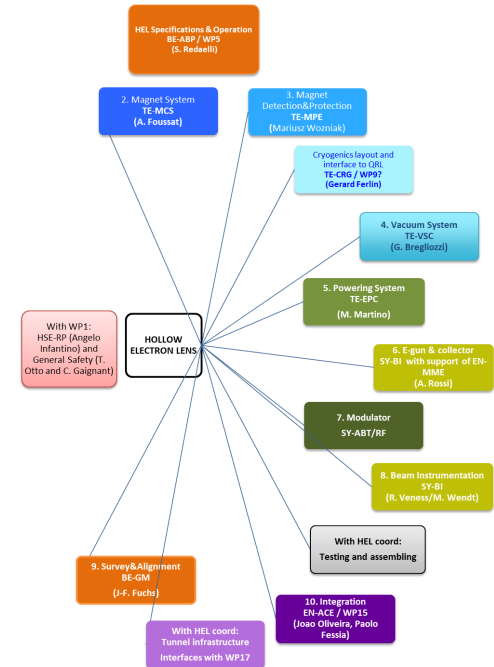 HEL Specifications & Operation
BE-ABP / WP5
(S. Redaelli)
2. Magnet System
TE-MCS
(A. Foussat)
3. Magnet
Detection&Protection
TE-MPE
(Mariusz Wozniak)
Cryogenics layout and
interface to QRL
TE-CRG / WP9?
(Gerard Ferlin)
4. Vacuum System
TE-VSC
(G. Bregliozzi)
5. Powering System
TE-EPC
(M. Martino)
With WP1:
HSE-RP (Angelo
Infantino) and
General Safety (T.
Otto and C. Gaignant)
HOLLOW
ELECTRON LENS
6. E-gun & collector
SY-BI with support of EN-
MME
(A. Rossi)
7. Modulator
SY-ABT/RF
8. Beam Instrumentation
SY-BI
(R. Veness/M. Wendt)
With HEL coord:
Testing and assembling
9. Survey&Alignment
BE-GM
(J-F. Fuchs)
10. Integration
EN-ACE / WP15
(Joao Oliveira, Paolo
Fessia)
With HEL coord:
Tunnel infrastructure
Interfaces with WP17